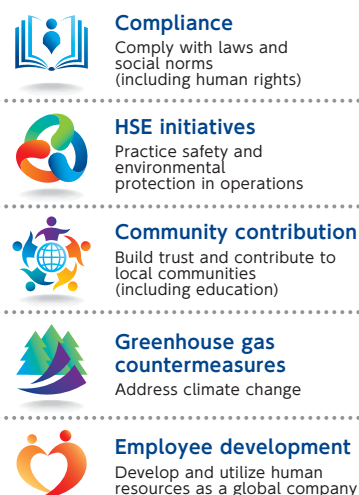 Compliance
Comply with laws and
social norms
(including human rights)
HSE initiatives
Practice safety and
environmental
protection in operations
Community contribution
Build trust and contribute to
local communities
(including education)
Greenhouse gas
countermeasures
Address climate change
Employee development
Develop and utilize human
resources as a global company